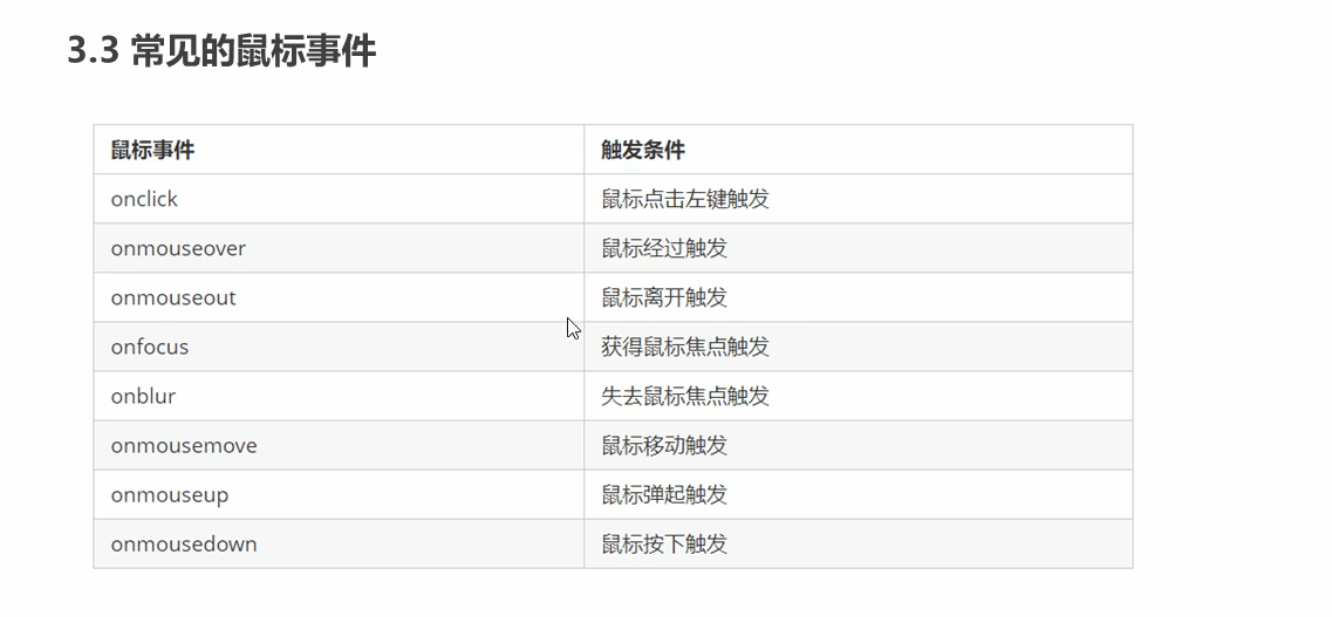 3.3 常见的鼠标事件
鼠标事件 触发条件
onclick 鼠标点击左键触发
onmouseover 鼠标经过触发
onmouseout 鼠标离开触发
onfocus 获得鼠标焦点触发
onblur 失去鼠标焦点触发
onmousemove 鼠标移动触发
onmouseup 鼠标弹起触发
onmousedown 鼠标按下触发